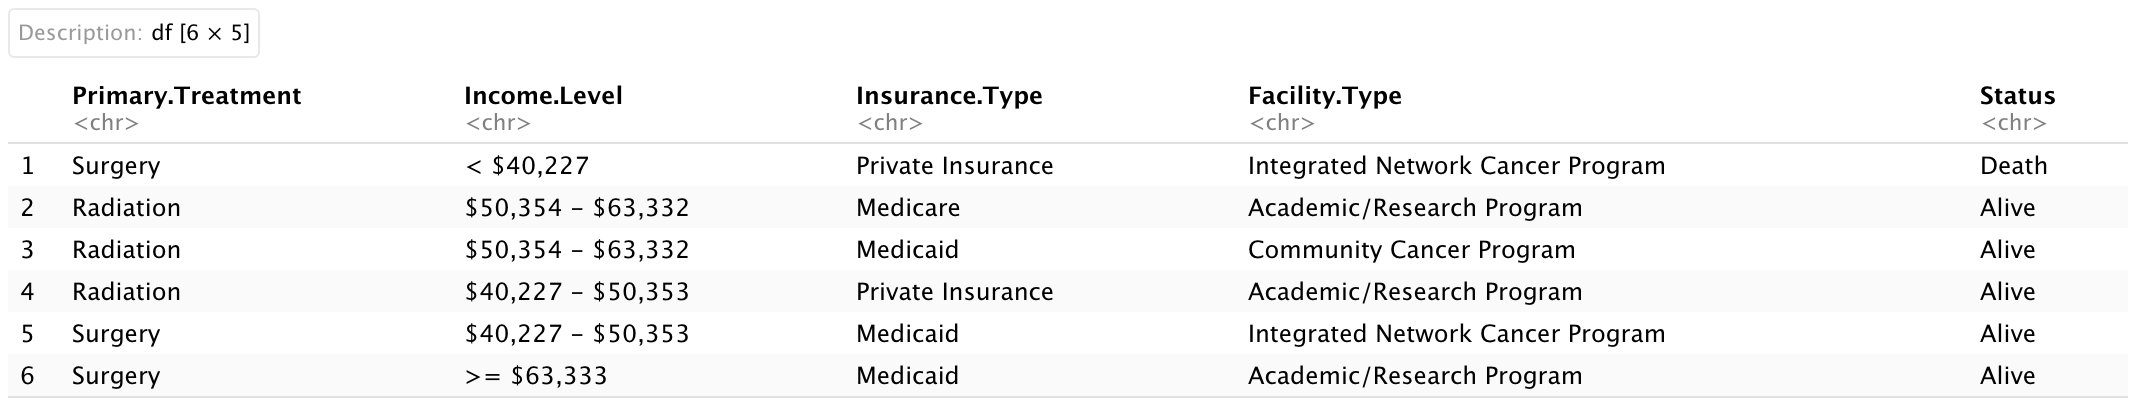 Description: df [6 × 5]
Primary.Treatment Income.Level Insurance.Type Facility.Type Status
<chr> <chr> <chr> <chr> <chr>
1 Surgery < $40,227 Private Insurance Integrated Network Cancer Program Death
2 Radiation $50,354 – $63,332 Medicare Academic/Research Program Alive
3 Radiation $50,354 – $63,332 Medicaid Community Cancer Program Alive
4 Radiation $40,227 – $50,353 Private Insurance Academic/Research Program Alive
5 Surgery $40,227 – $50,353 Medicaid Integrated Network Cancer Program Alive
6 Surgery >= $63,333 Medicaid Academic/Research Program Alive